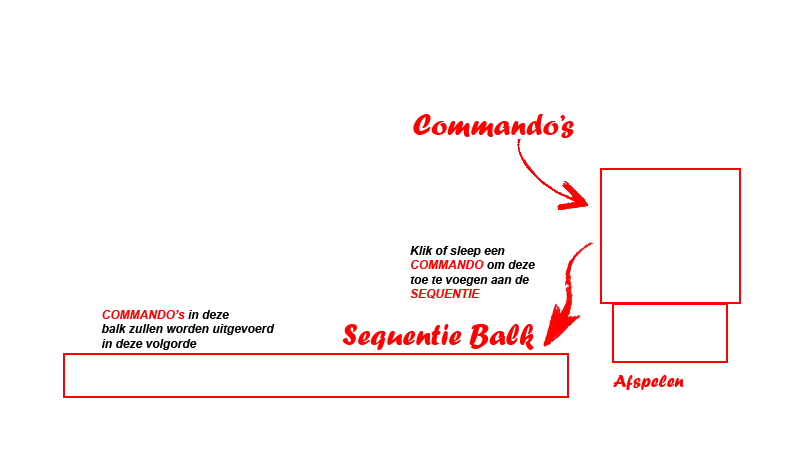 Commando's
Klik of sleep een
COMMANDO om deze
toe te voegen aan de
SEQUENTIE
COMMANDO's in deze
balk zullen worden uitgevoerd
in deze volgorde
Sequentie Balk
Afspelen